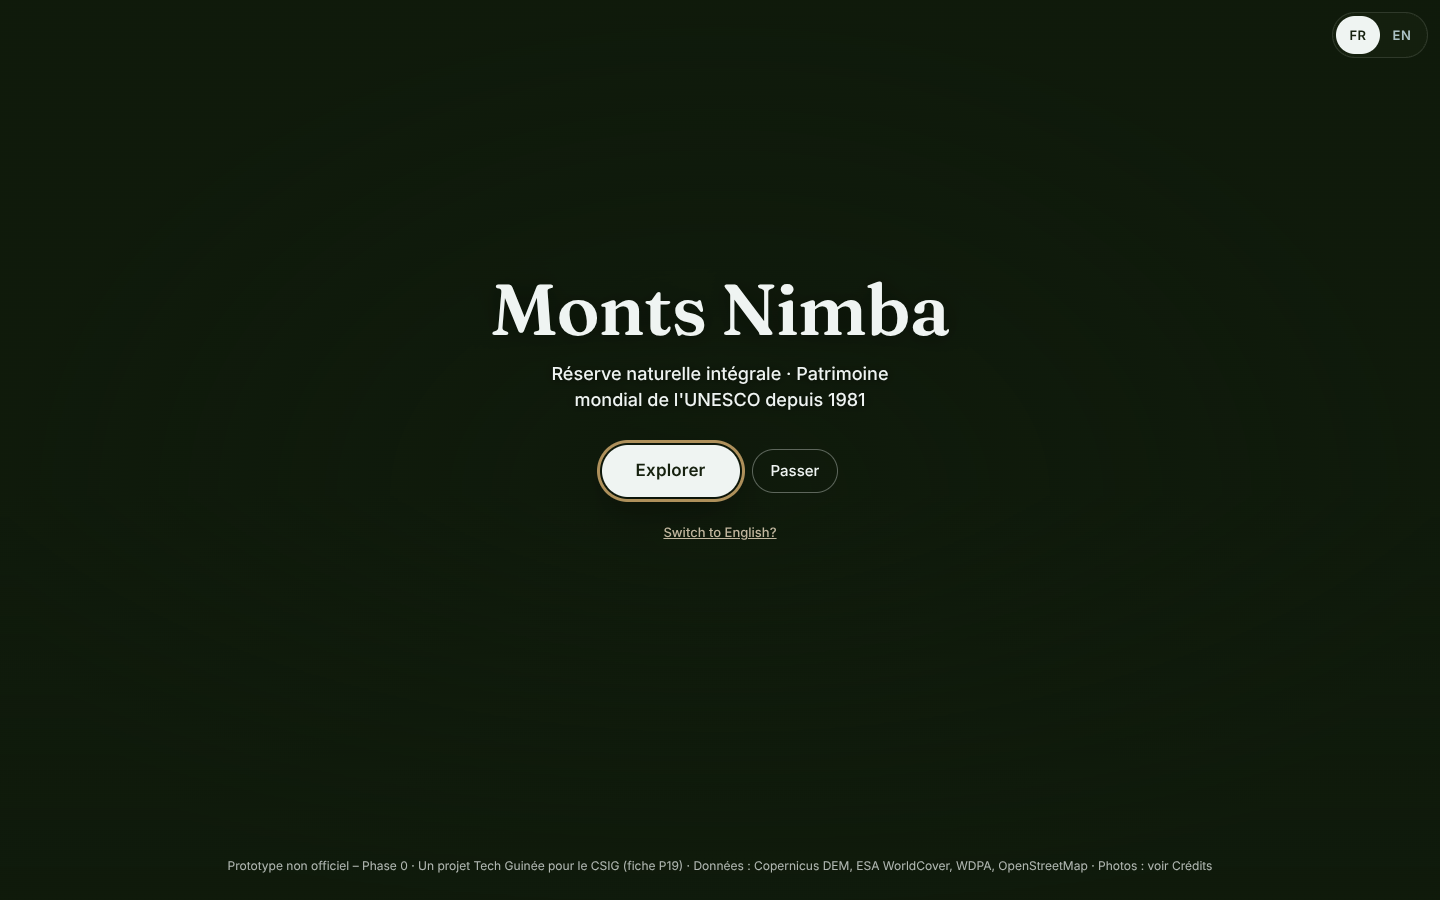 FR EN
Monts Nimba
Réserve naturelle intégrale · Patrimoine
mondial de l'UNESCO depuis 1981
Explorer Passer
Switch to English?
Prototype non officiel – Phase 0 · Un projet Tech Guinée pour le CSIG (fiche P19) · Données : Copernicus DEM, ESA WorldCover, WDPA, OpenStreetMap · Photos : voir Crédits